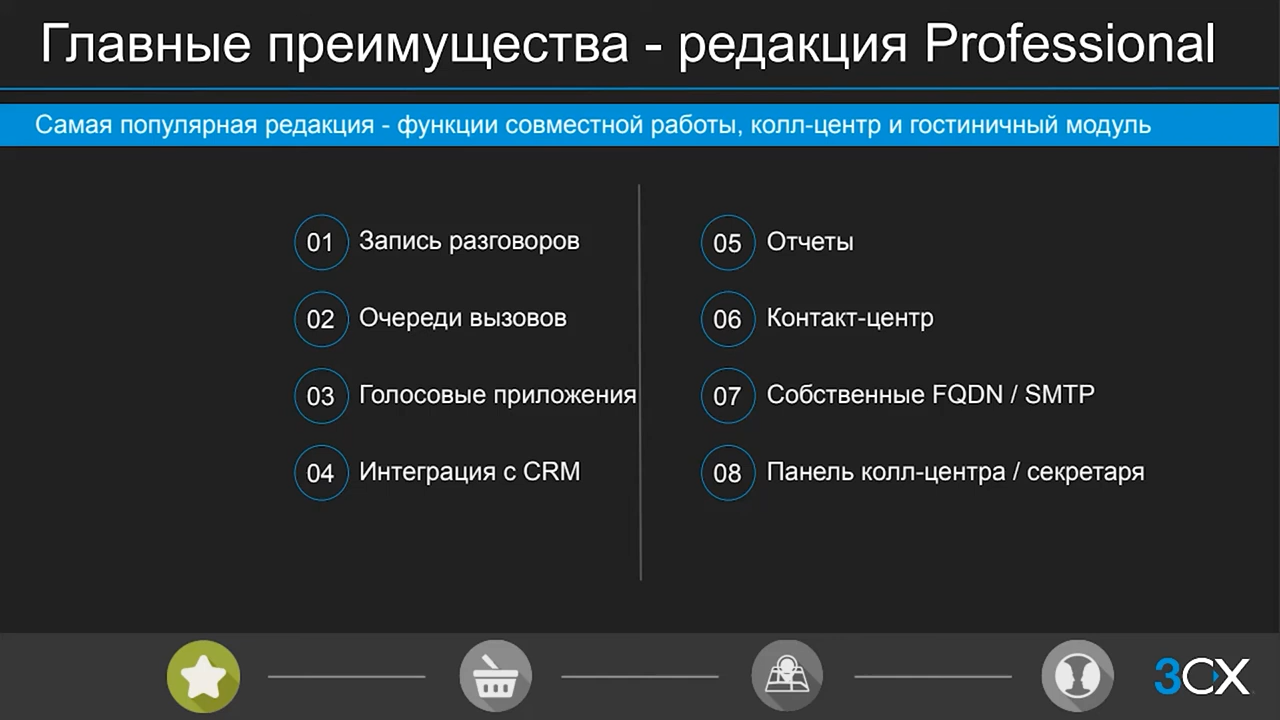 Главные преимущества - редакция Professional
Самая популярная редакция - функции совместной работы, колл-центр и гостиничный модуль
01 Запись разговоров
02 Очереди вызовов
03 Голосовые приложения
04 Интеграция с CRM
05 Отчеты
06 Контакт-центр
07 Собственные FQDN / SMTP
08 Панель колл-центра / секретаря
3CX